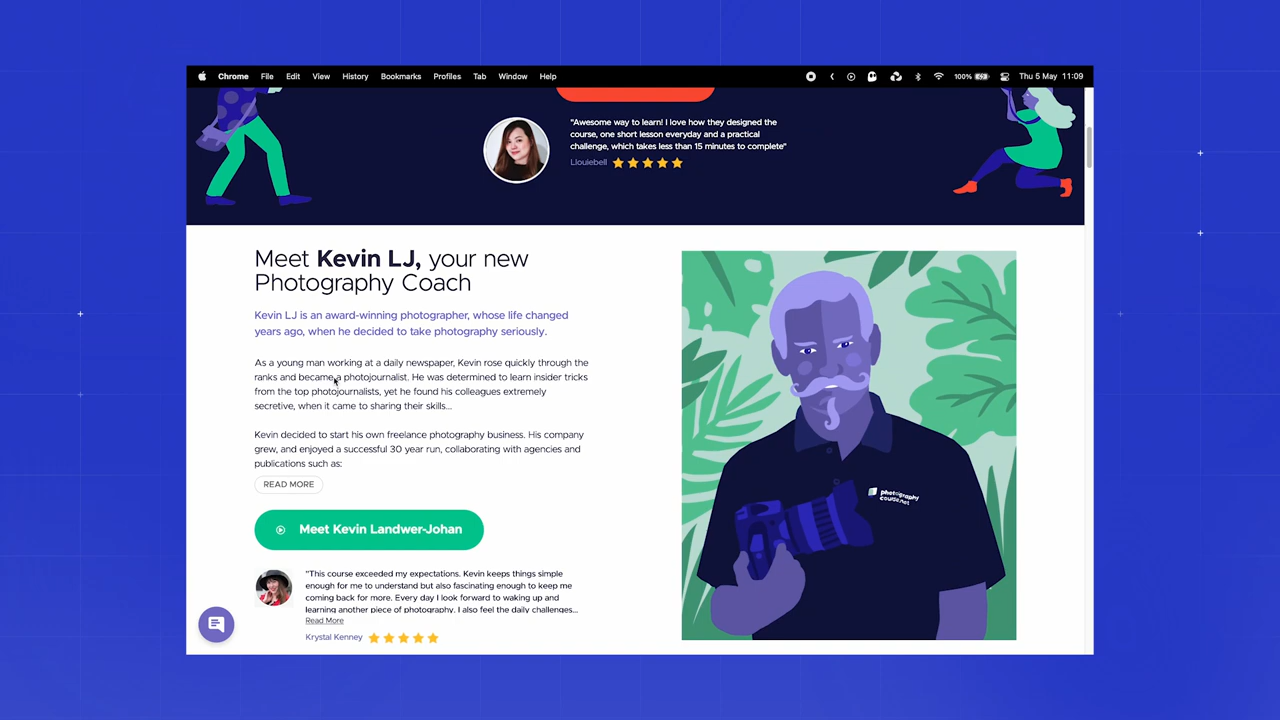 Chrome File Edit View History Bookmarks Profiles Tab Window Help 100% Thu 5 May 11:09
"Awesome way to learn! I love how they designed the
course, one short lesson everyday and a practical
challenge, which takes less than 15 minutes to complete"
Llouiebell
Meet Kevin LJ, your new
Photography Coach
Kevin LJ is an award-winning photographer, whose life changed
years ago, when he decided to take photography seriously.
As a young man working at a daily newspaper, Kevin rose quickly through the
ranks and became a photojournalist. He was determined to learn insider tricks
from the top photojournalists, yet he found his colleagues extremely
secretive, when it came to sharing their skills...
Kevin decided to start his own freelance photography business. His company
grew, and enjoyed a successful 30 year run, collaborating with agencies and
publications such as:
READ MORE
Meet Kevin Landwer-Johan
"This course exceeded my expectations. Kevin keeps things simple
enough for me to understand but also fascinating enough to keep me
coming back for more. Every day I look forward to waking up and
learning another piece of photography. I also feel the daily challenges...
Read More
Krystal Kenney
photography
course.net